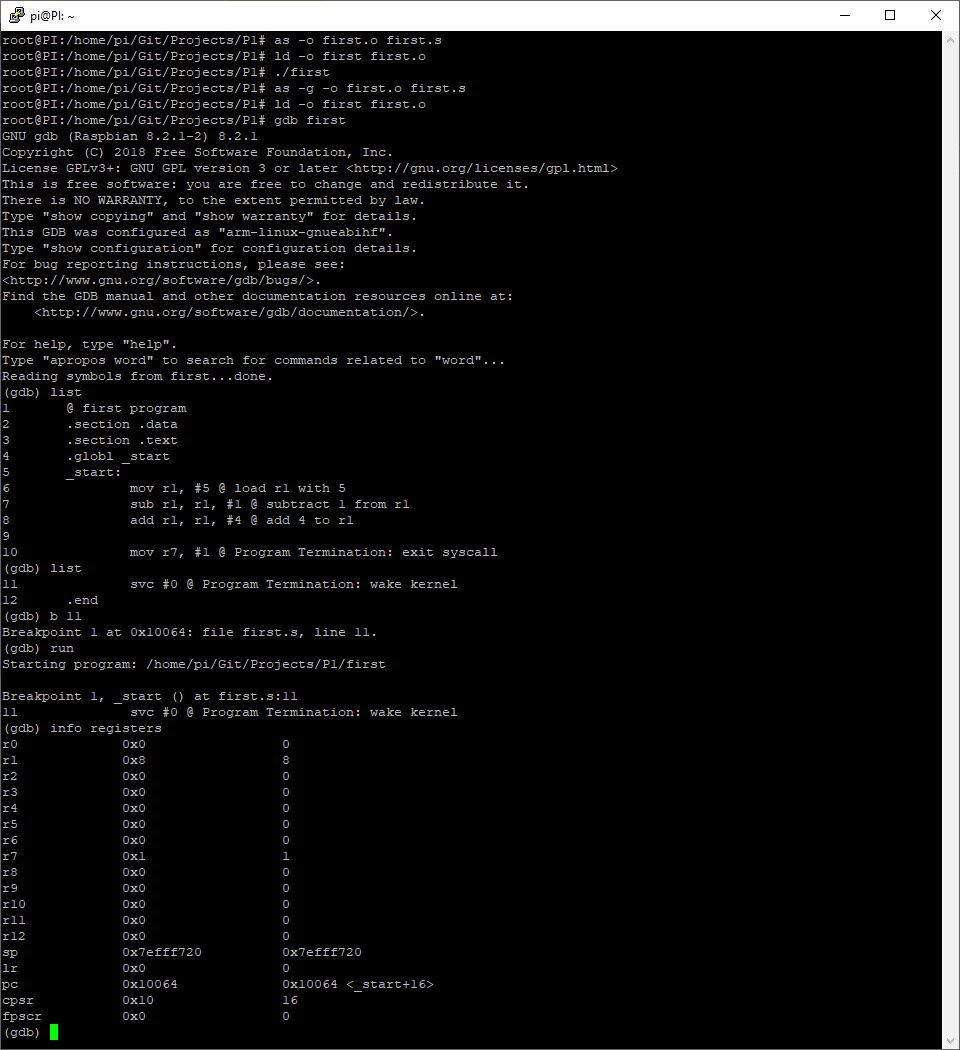 pi@PI: ~
root@PI:/home/pi/Git/Projects/P1# as -o first.o first.s
root@PI:/home/pi/Git/Projects/P1# ld -o first first.o
root@PI:/home/pi/Git/Projects/P1# ./first
root@PI:/home/pi/Git/Projects/P1# as -g -o first.o first.s
root@PI:/home/pi/Git/Projects/P1# ld -o first first.o
root@PI:/home/pi/Git/Projects/P1# gdb first
GNU gdb (Raspbian 8.2.1-2) 8.2.1
Copyright (C) 2018 Free Software Foundation, Inc.
License GPLv3+: GNU GPL version 3 or later <http://gnu.org/licenses/gpl.html>
This is free software: you are free to change and redistribute it.
There is NO WARRANTY, to the extent permitted by law.
Type "show copying" and "show warranty" for details.
This GDB was configured as "arm-linux-gnueabihf".
Type "show configuration" for configuration details.
For bug reporting instructions, please see:
<http://www.gnu.org/software/gdb/bugs/>.
Find the GDB manual and other documentation resources online at:
    <http://www.gnu.org/software/gdb/documentation/>.

For help, type "help".
Type "apropos word" to search for commands related to "word"...
Reading symbols from first...done.
(gdb) list
1       @ first program
2       .section .data
3       .section .text
4       .globl _start
5       _start:
6               mov r1, #5 @ load r1 with 5
7               sub r1, r1, #1 @ subtract 1 from r1
8               add r1, r1, #4 @ add 4 to r1
9
10              mov r7, #1 @ Program Termination: exit syscall
(gdb) list
11              svc #0 @ Program Termination: wake kernel
12      .end
(gdb) b 11
Breakpoint 1 at 0x10064: file first.s, line 11.
(gdb) run
Starting program: /home/pi/Git/Projects/P1/first

Breakpoint 1, _start () at first.s:11
11              svc #0 @ Program Termination: wake kernel
(gdb) info registers
r0             0x0                 0
r1             0x8                 8
r2             0x0                 0
r3             0x0                 0
r4             0x0                 0
r5             0x0                 0
r6             0x0                 0
r7             0x1                 1
r8             0x0                 0
r9             0x0                 0
r10            0x0                 0
r11            0x0                 0
r12            0x0                 0
sp             0x7efff720          0x7efff720
lr             0x0                 0
pc             0x10064             0x10064 <_start+16>
cpsr           0x10                16
fpscr          0x0                 0
(gdb)